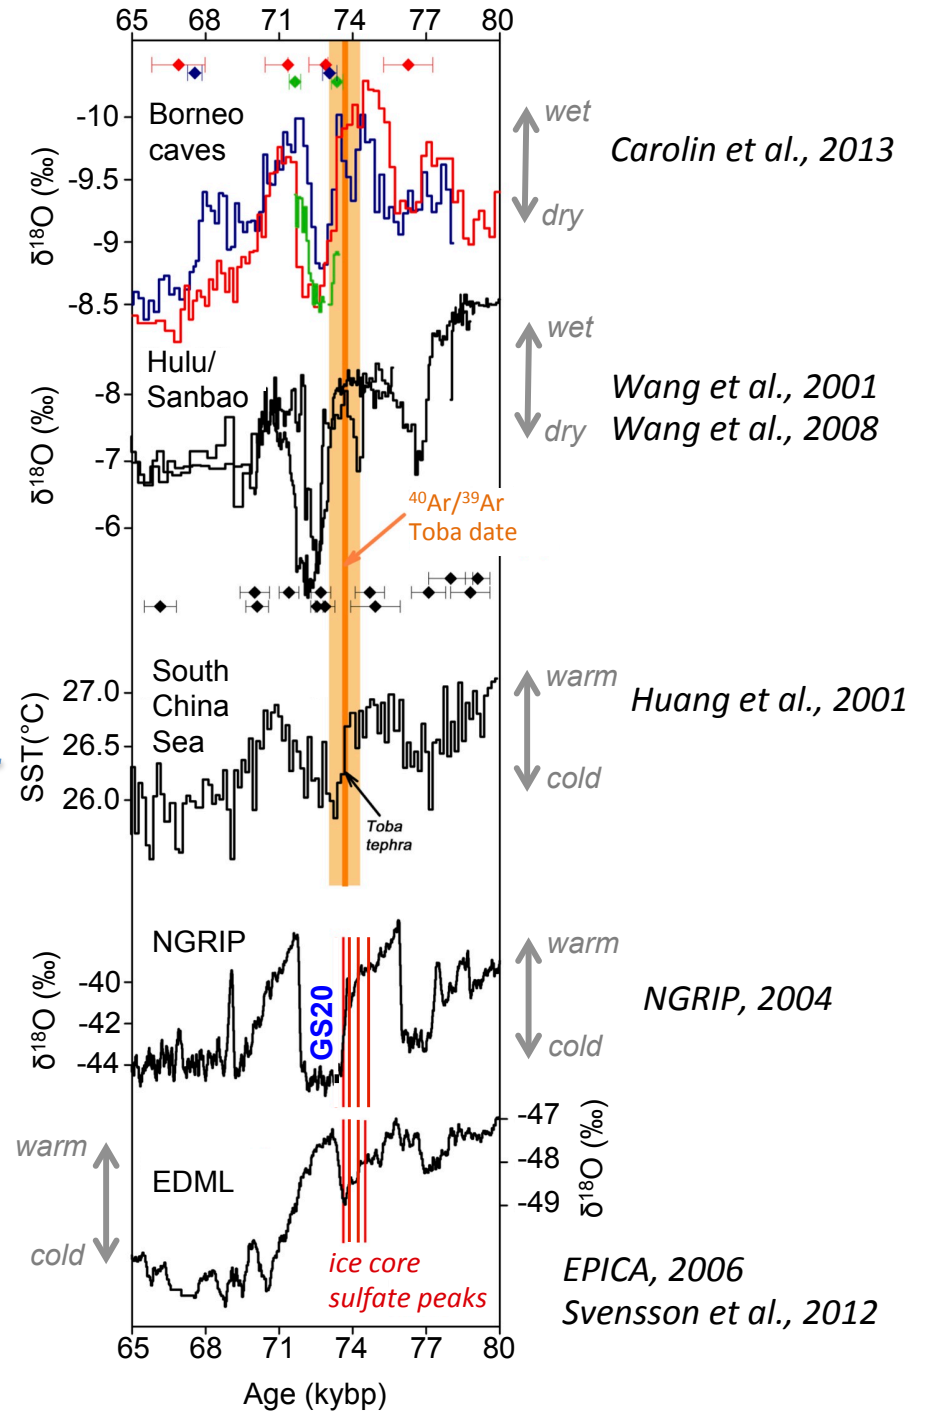 65 68 71 74 77 80
Borneo
caves
-10
-9.5
-9
-8.5
δ¹⁸O (‰)
wet
dry
Carolin et al., 2013
Hulu/
Sanbao
-8
-7
-6
δ¹⁸O (‰)
wet
dry
Wang et al., 2001
Wang et al., 2008
⁴⁰Ar/³⁹Ar
Toba date
South
China
Sea
27.0
26.5
26.0
SST(°C)
warm
cold
Huang et al., 2001
Toba
tephra
NGRIP
-40
-42
-44
δ¹⁸O (‰)
GS20
warm
cold
NGRIP, 2004
EDML
-47
-48
-49
δ¹⁸O (‰)
warm
cold
ice core
sulfate peaks
EPICA, 2006
Svensson et al., 2012
65 68 71 74 77 80
Age (kybp)